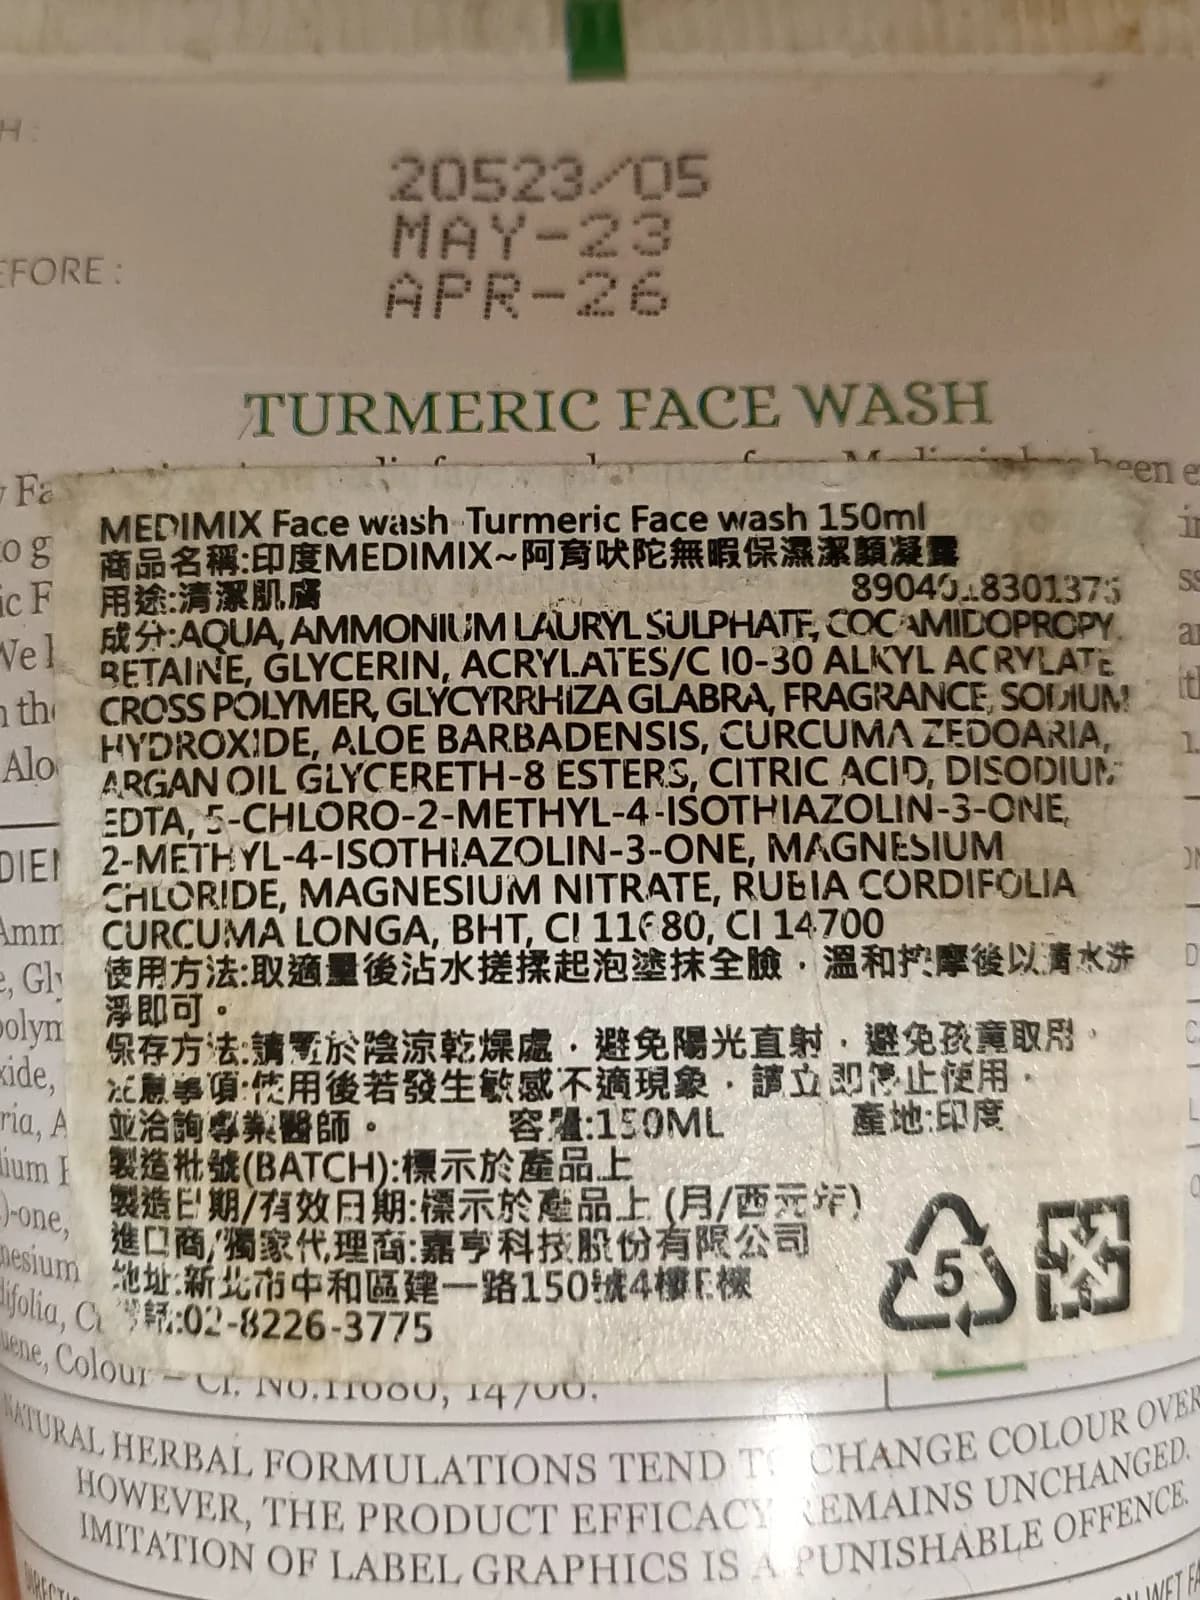 H :
20523/05
MAY-23
EFORE :
APR-26
TURMERIC FACE WASH
MEDIMIX Face wash Turmeric Face wash 150ml
商品名稱:印度MEDIMIX~阿育吠陀無暇保濕潔顏凝露
用途:清潔肌膚
成分:AQUA, AMMONIUM LAURYL SULPHATE, COCAMIDOPROPY
BETAINE, GLYCERIN, ACRYLATES/C 10-30 ALKYL ACRYLATE
CROSS POLYMER, GLYCYRRHIZA GLABRA, FRAGRANCE, SODIUM
HYDROXIDE, ALOE BARBADENSIS, CURCUMA ZEDOARIA,
ARGAN OIL GLYCERETH-8 ESTERS, CITRIC ACID, DISODIUM
EDTA, 5-CHLORO-2-METHYL-4-ISOTHIAZOLIN-3-ONE,
2-METHYL-4-ISOTHIAZOLIN-3-ONE, MAGNESIUM
CHLORIDE, MAGNESIUM NITRATE, RUBIA CORDIFOLIA
CURCUMA LONGA, BHT, CI 11680, CI 14700
使用方法:取適量後沾水搓揉起泡塗抹全臉，溫和按摩後以清水洗
淨即可。
保存方法:請置於陰涼乾燥處，避免陽光直射，避免孩童取用。
注意事項:使用後若發生敏感不適現象，請立即停止使用，
並洽詢專業醫師。 容量:150ML 產地:印度
製造批號(BATCH):標示於產品上
製造日期/有效日期:標示於產品上 (月/西元年)
進口商/獨家代理商:嘉亨科技股份有限公司
地址:新北市中和區建一路150號4樓E棟
電話:02-8226-3775
5
Colour – CI. No.11680, 14700.
NATURAL HERBAL FORMULATIONS TEND TO CHANGE COLOUR OVER
HOWEVER, THE PRODUCT EFFICACY REMAINS UNCHANGED.
IMITATION OF LABEL GRAPHICS IS A PUNISHABLE OFFENCE.